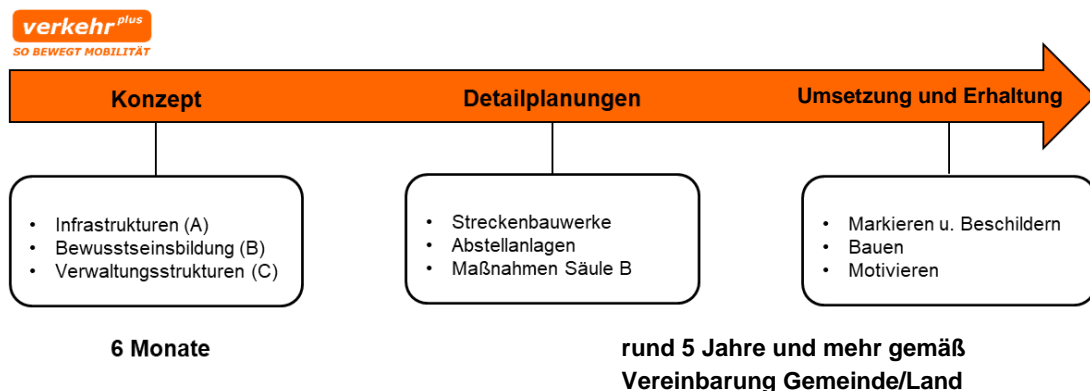 verkehr plus
SO BEWEGT MOBILITÄT
Konzept
Detailplanungen
Umsetzung und Erhaltung
• Infrastrukturen (A)
• Bewusstseinsbildung (B)
• Verwaltungsstrukturen (C)
• Streckenbauwerke
• Abstellanlagen
• Maßnahmen Säule B
• Markieren u. Beschildern
• Bauen
• Motivieren
6 Monate
rund 5 Jahre und mehr gemäß
Vereinbarung Gemeinde/Land